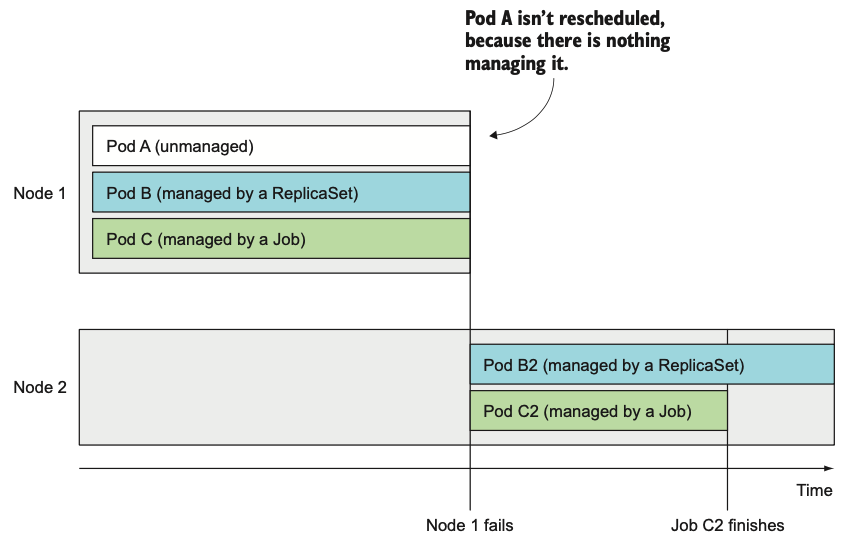 Pod A isn't rescheduled,
because there is nothing
managing it.
Node 1
Pod A (unmanaged)
Pod B (managed by a ReplicaSet)
Pod C (managed by a Job)
Node 2
Pod B2 (managed by a ReplicaSet)
Pod C2 (managed by a Job)
Time
Node 1 fails
Job C2 finishes